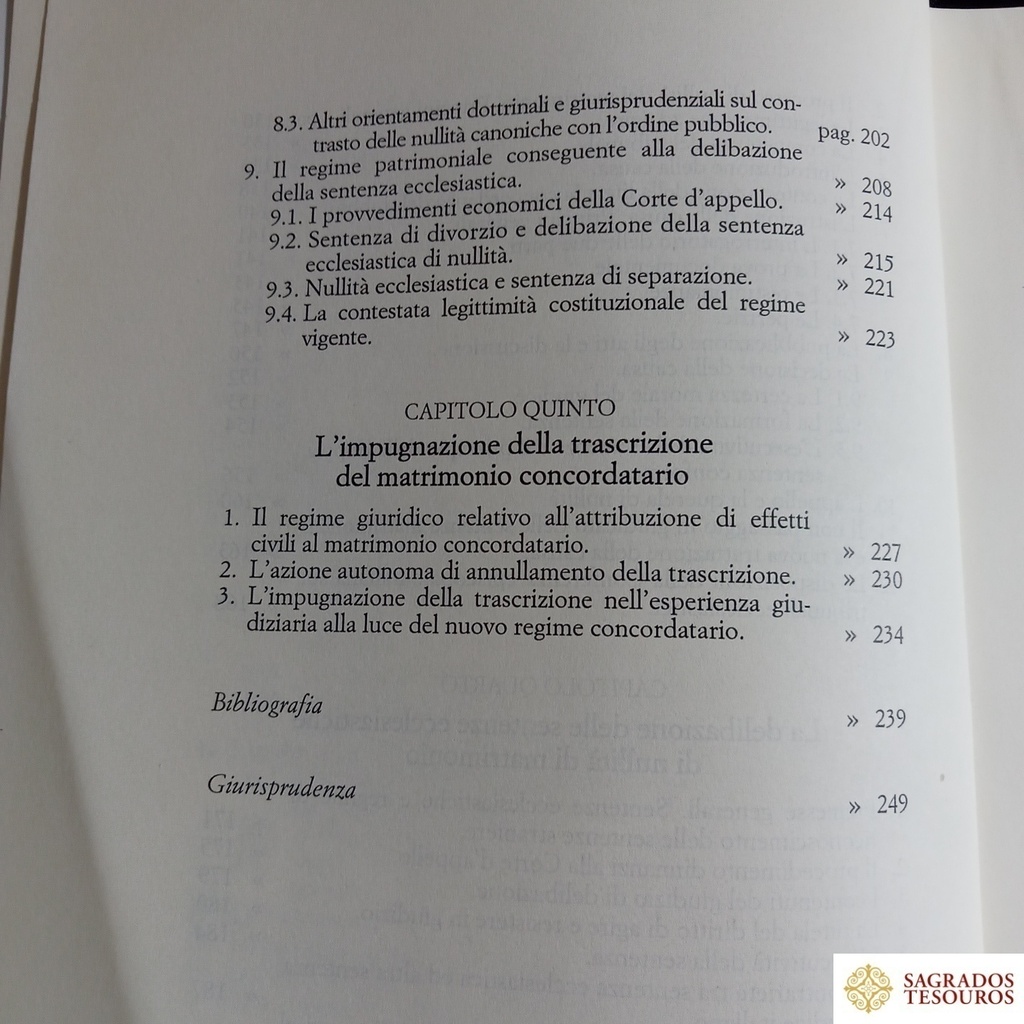 8.3. Altri orientamenti dottrinali e giurisprudenziali sul con-
trasto delle nullità canoniche con l'ordine pubblico. pag. 202
9. Il regime patrimoniale conseguente alla delibazione
della sentenza ecclesiastica. » 208
9.1. I provvedimenti economici della Corte d'appello. » 214
9.2. Sentenza di divorzio e delibazione della sentenza
ecclesiastica di nullità. » 215
9.3. Nullità ecclesiastica e sentenza di separazione. » 221
9.4. La contestata legittimità costituzionale del regime
vigente. » 223
CAPITOLO QUINTO
L'impugnazione della trascrizione
del matrimonio concordatario
1. Il regime giuridico relativo all'attribuzione di effetti
civili al matrimonio concordatario. » 227
2. L'azione autonoma di annullamento della trascrizione. » 230
3. L'impugnazione della trascrizione nell'esperienza giu-
diziaria alla luce del nuovo regime concordatario. » 234
Bibliografia » 239
Giurisprudenza » 249
SAGRADOS
TESOUROS